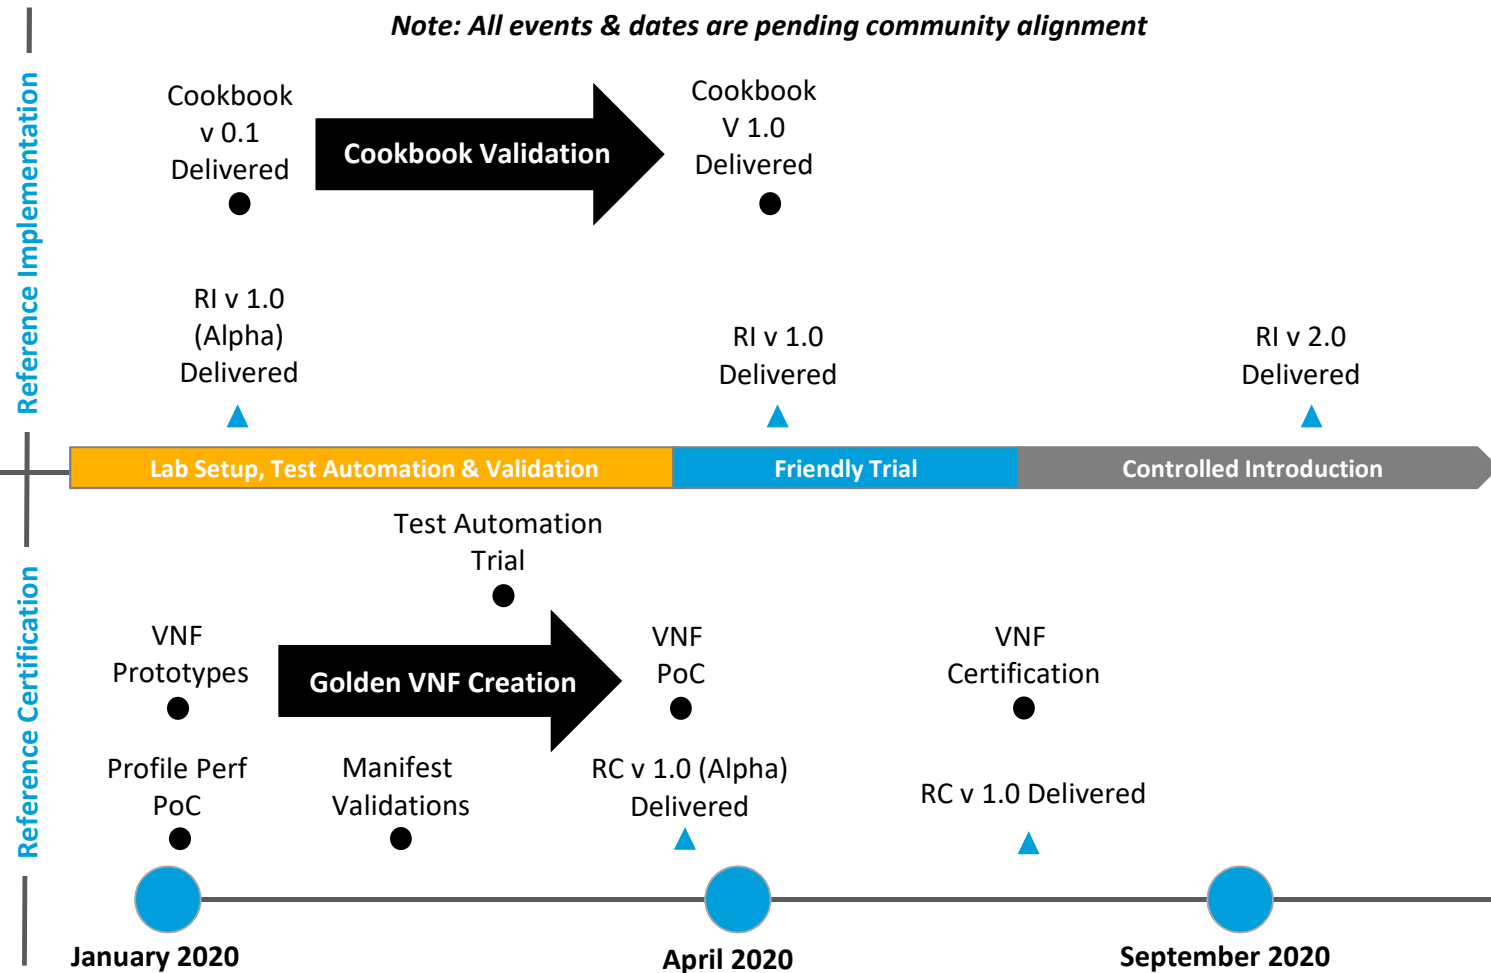 Note: All events & dates are pending community alignment
Reference Implementation
Cookbook
v 0.1
Delivered
Cookbook Validation
Cookbook
V 1.0
Delivered
RI v 1.0
(Alpha)
Delivered
RI v 1.0
Delivered
RI v 2.0
Delivered
Lab Setup, Test Automation & Validation
Friendly Trial
Controlled Introduction
Reference Certification
Test Automation
Trial
VNF
Prototypes
Golden VNF Creation
VNF
PoC
VNF
Certification
Profile Perf
PoC
Manifest
Validations
RC v 1.0 (Alpha)
Delivered
RC v 1.0 Delivered
January 2020
April 2020
September 2020